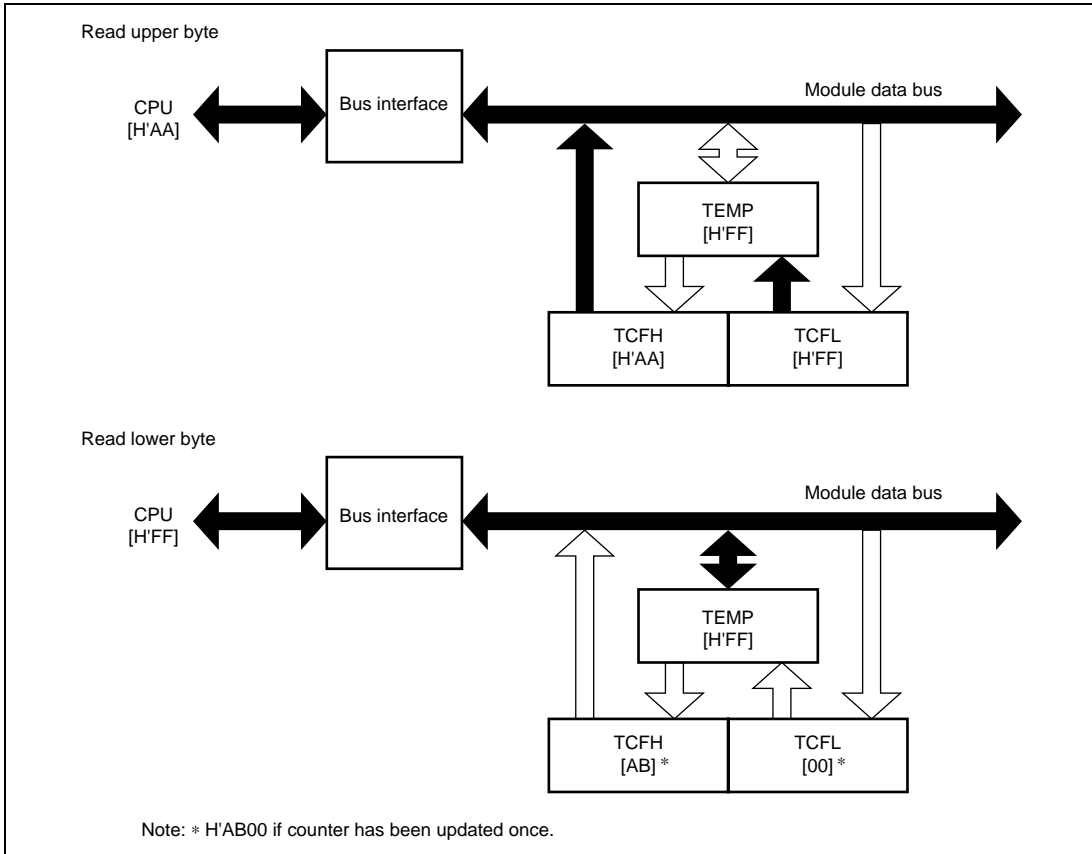 Read upper byte
CPU
[H'AA]
Bus interface
Module data bus
TEMP
[H'FF]
TCFH
[H'AA]
TCFL
[H'FF]
Read lower byte
CPU
[H'FF]
Bus interface
Module data bus
TEMP
[H'FF]
TCFH
[AB] *
TCFL
[00] *
Note: * H'AB00 if counter has been updated once.